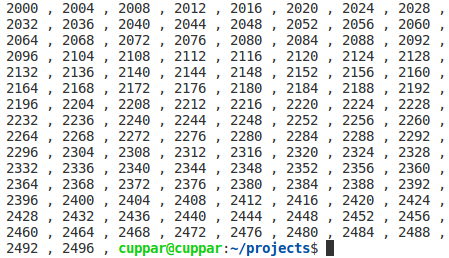 2000 , 2004 , 2008 , 2012 , 2016 , 2020 , 2024 , 2028 ,
2032 , 2036 , 2040 , 2044 , 2048 , 2052 , 2056 , 2060 ,
2064 , 2068 , 2072 , 2076 , 2080 , 2084 , 2088 , 2092 ,
2096 , 2104 , 2108 , 2112 , 2116 , 2120 , 2124 , 2128 ,
2132 , 2136 , 2140 , 2144 , 2148 , 2152 , 2156 , 2160 ,
2164 , 2168 , 2172 , 2176 , 2180 , 2184 , 2188 , 2192 ,
2196 , 2204 , 2208 , 2212 , 2216 , 2220 , 2224 , 2228 ,
2232 , 2236 , 2240 , 2244 , 2248 , 2252 , 2256 , 2260 ,
2264 , 2268 , 2272 , 2276 , 2280 , 2284 , 2288 , 2292 ,
2296 , 2304 , 2308 , 2312 , 2316 , 2320 , 2324 , 2328 ,
2332 , 2336 , 2340 , 2344 , 2348 , 2352 , 2356 , 2360 ,
2364 , 2368 , 2372 , 2376 , 2380 , 2384 , 2388 , 2392 ,
2396 , 2400 , 2404 , 2408 , 2412 , 2416 , 2420 , 2424 ,
2428 , 2432 , 2436 , 2440 , 2444 , 2448 , 2452 , 2456 ,
2460 , 2464 , 2468 , 2472 , 2476 , 2480 , 2484 , 2488 ,
2492 , 2496 , cuppar@cuppar:~/projects$